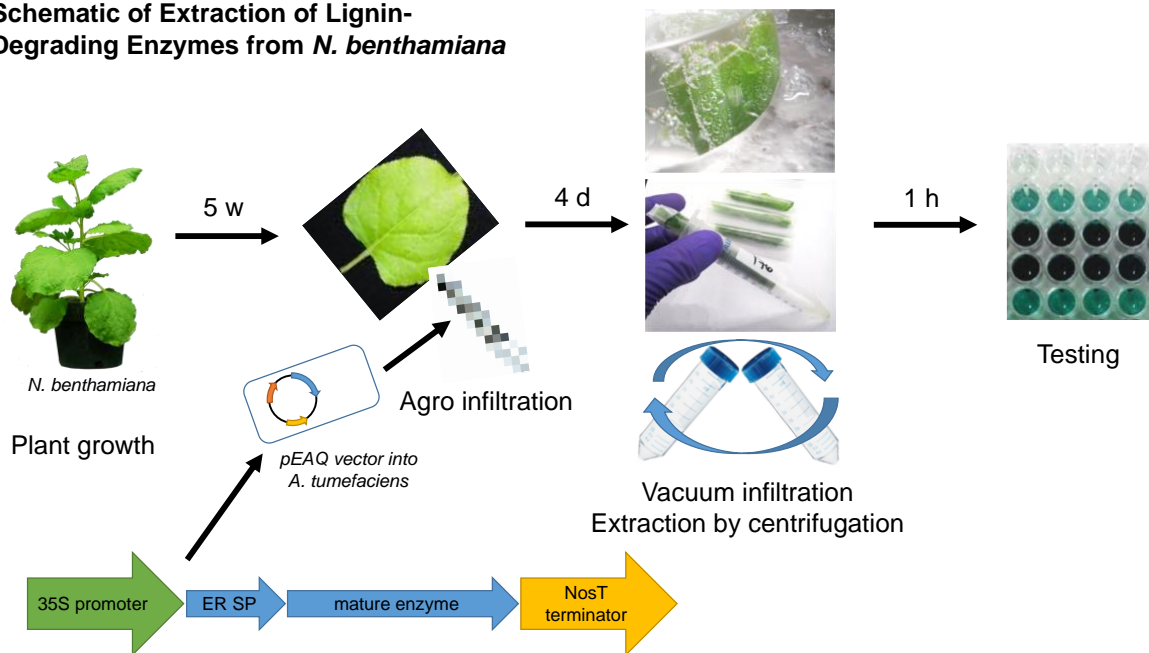 Schematic of Extraction of Lignin-
Degrading Enzymes from N. benthamiana
5 w
4 d
1 h
N. benthamiana
Plant growth
Agro infiltration
pEAQ vector into
A. tumefaciens
176
Testing
Vacuum infiltration
Extraction by centrifugation
35S promoter
ER SP
mature enzyme
NosT
terminator